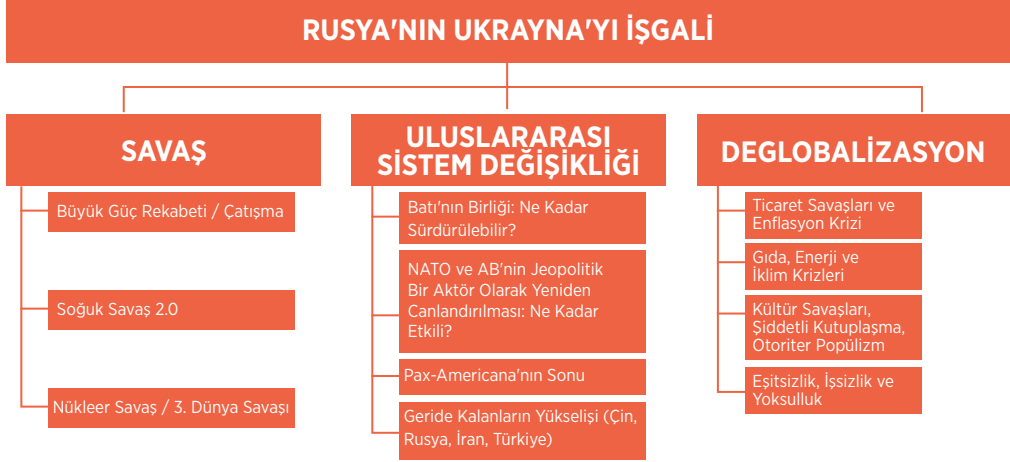 RUSYA'NIN UKRAYNA'YI İŞGALİ
SAVAŞ
Büyük Güç Rekabeti / Çatışma
Soğuk Savaş 2.0
Nükleer Savaş / 3. Dünya Savaşı
ULUSLARARASI
SİSTEM DEĞİŞİKLİĞİ
Batı'nın Birliği: Ne Kadar
Sürdürülebilir?
NATO ve AB'nin Jeopolitik
Bir Aktör Olarak Yeniden
Canlandırılması: Ne Kadar
Etkili?
Pax-Americana'nın Sonu
Geride Kalanların Yükselişi (Çin,
Rusya, İran, Türkiye)
DEGLOBALİZASYON
Ticaret Savaşları ve
Enflasyon Krizi
Gıda, Enerji ve
İklim Krizleri
Kültür Savaşları,
Şiddetli Kutuplaşma,
Otoriter Popülizm
Eşitsizlik, İşsizlik ve
Yoksulluk